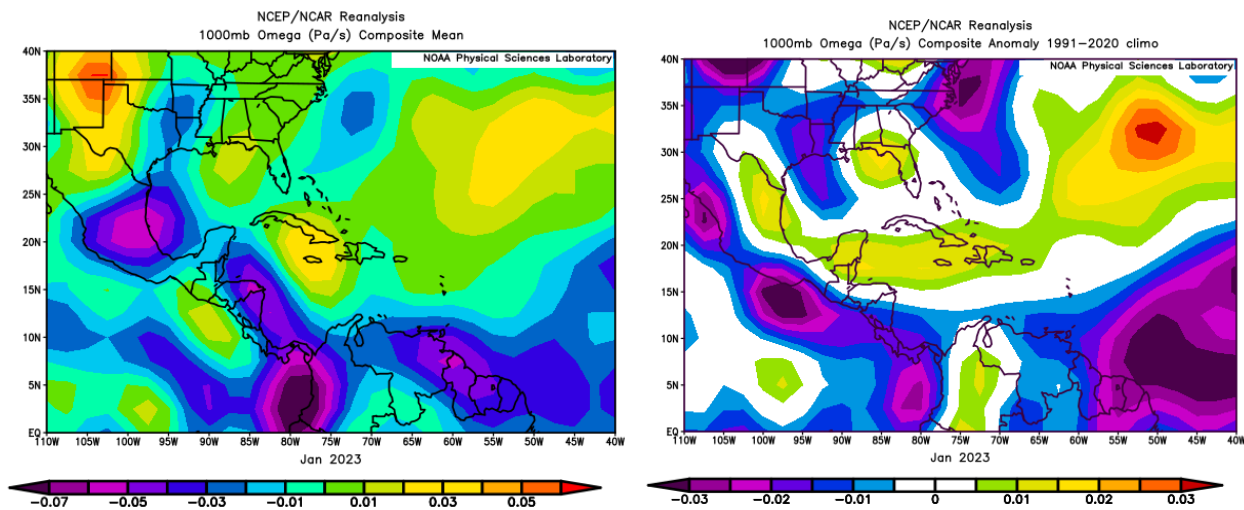 NCEP/NCAR Reanalysis
1000mb Omega (Pa/s) Composite Mean
NOAA Physical Sciences Laboratory
40N
35N
30N
25N
20N
15N
10N
5N
EQ
110W 105W 100W 95W 90W 85W 80W 75W 70W 65W 60W 55W 50W 45W 40W
Jan 2023
-0.07 -0.05 -0.03 -0.01 0.01 0.03 0.05
NCEP/NCAR Reanalysis
1000mb Omega (Pa/s) Composite Anomaly 1991-2020 climo
NOAA Physical Sciences Laboratory
40N
35N
30N
25N
20N
15N
10N
5N
EQ
110W 105W 100W 95W 90W 85W 80W 75W 70W 65W 60W 55W 50W 45W 40W
Jan 2023
-0.03 -0.02 -0.01 0 0.01 0.02 0.03